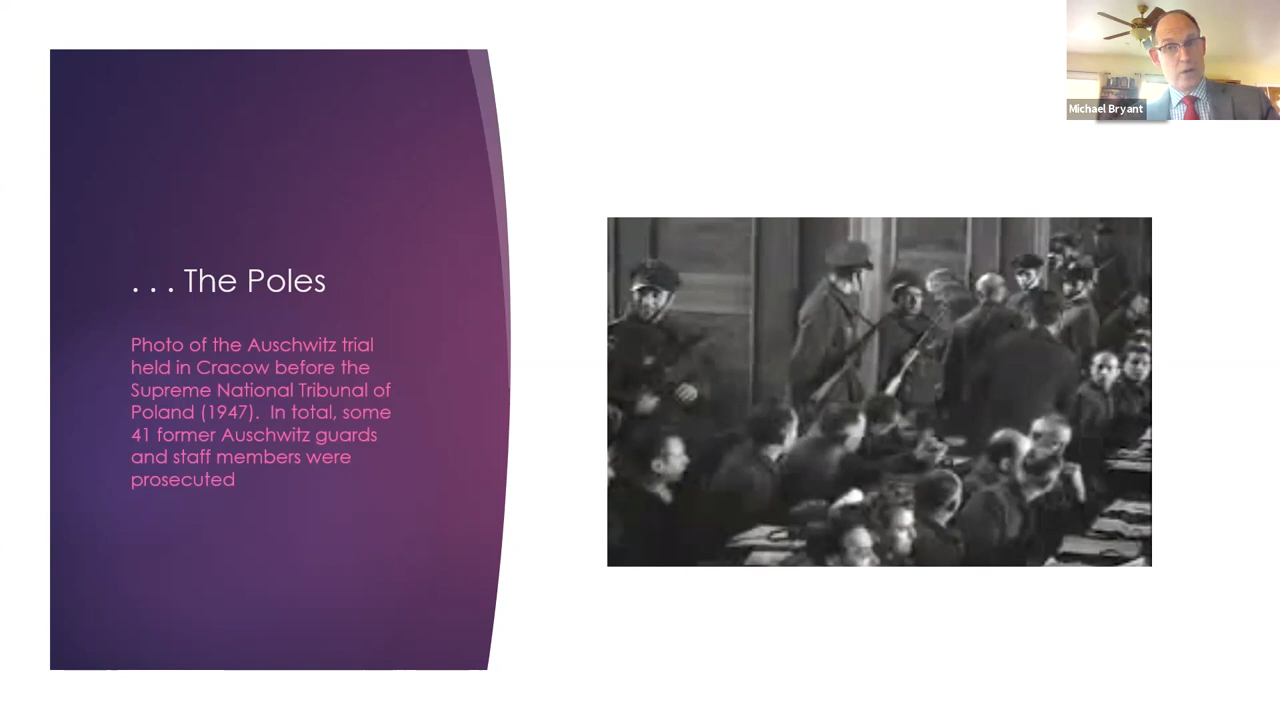 Michael Bryant
. . . The Poles
Photo of the Auschwitz trial
held in Cracow before the
Supreme National Tribunal of
Poland (1947).  In total, some
41 former Auschwitz guards
and staff members were
prosecuted